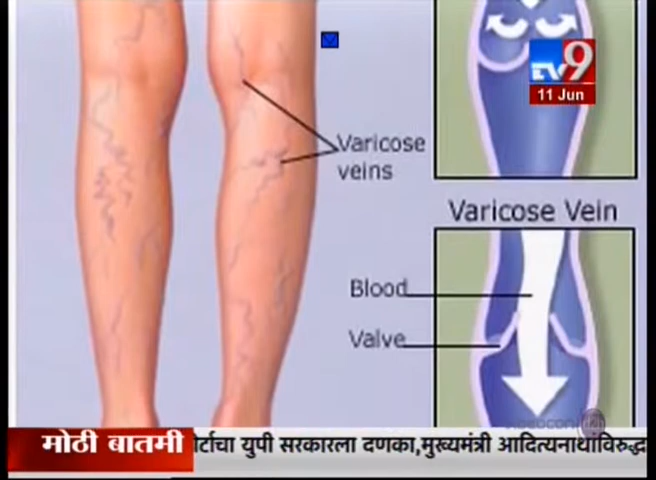 TV9
11 Jun
Varicose
veins
Varicose Vein
Blood
Valve
मोठी बातमी
र्टाचा युपी सरकारला दणका,मुख्यमंत्री आदित्यनाथांविरुद्ध